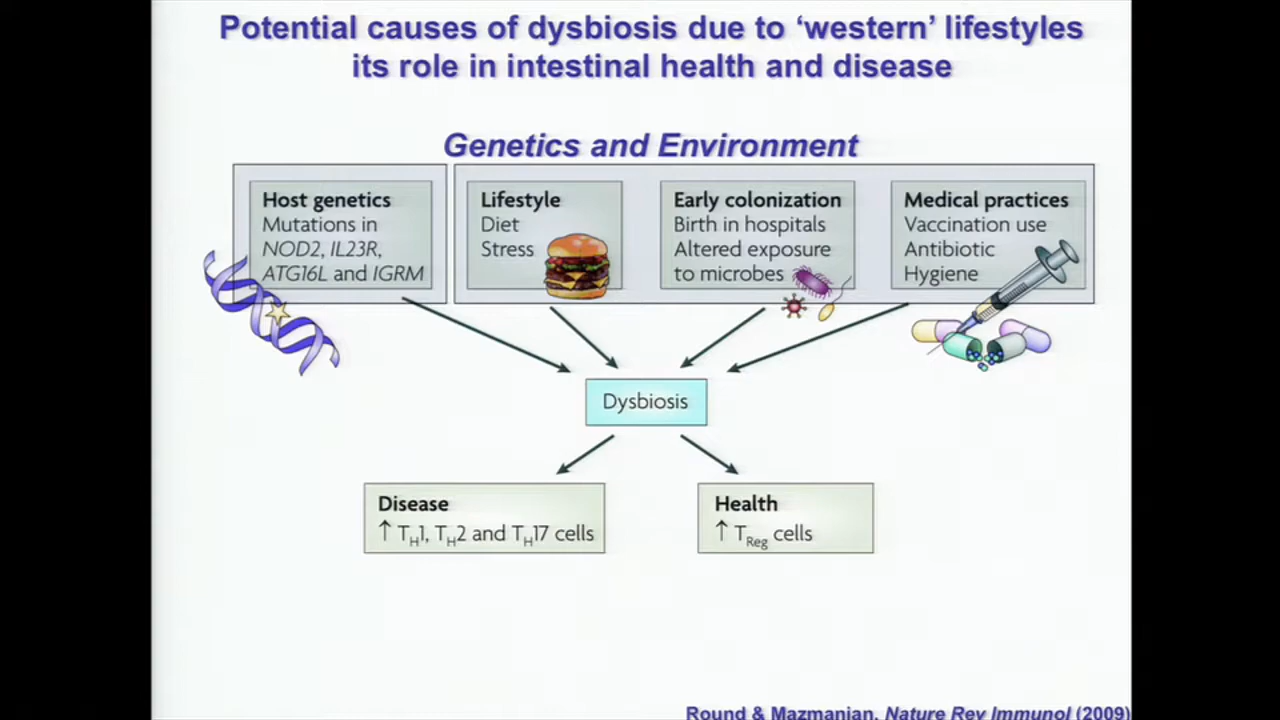 Potential causes of dysbiosis due to ‘western’ lifestyles
its role in intestinal health and disease
Genetics and Environment
Host genetics
Mutations in
NOD2, IL23R,
ATG16L and IGRM
Lifestyle
Diet
Stress
Early colonization
Birth in hospitals
Altered exposure
to microbes
Medical practices
Vaccination use
Antibiotic
Hygiene
Dysbiosis
Disease
↑ TH1, TH2 and TH17 cells
Health
↑ TReg cells
Round & Mazmanian, Nature Rev Immunol (2009)